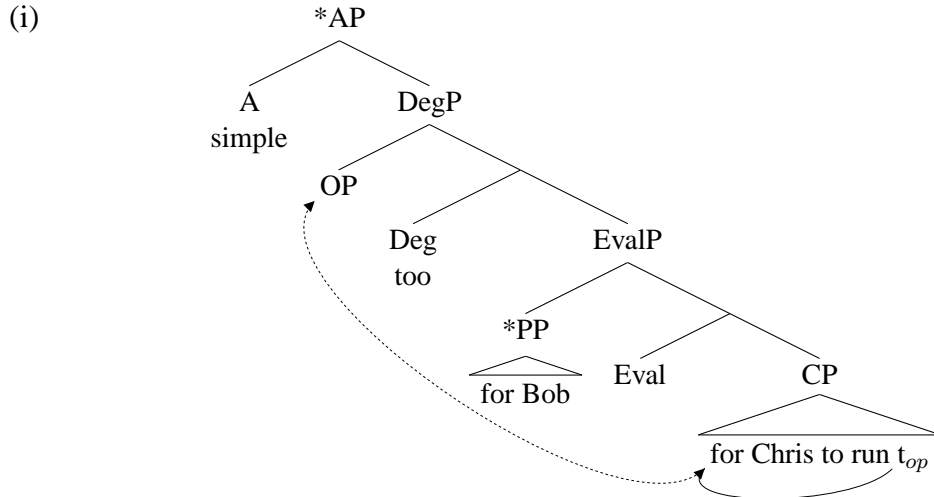 (i) *AP
A DegP
simple
OP
Deg EvalP
too
*PP Eval CP
for Bob
for Chris to run t_op